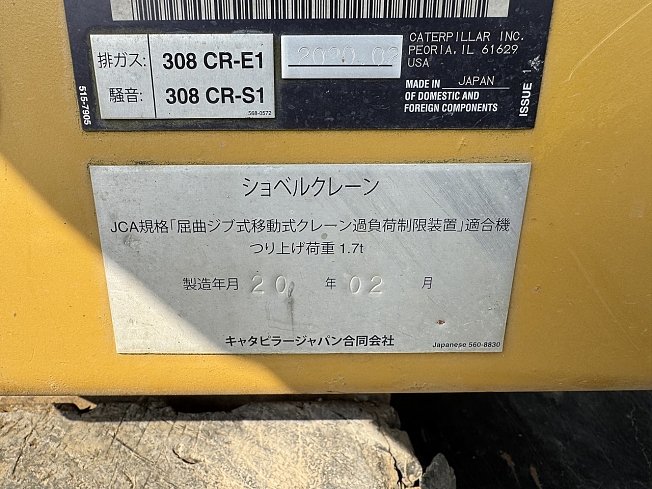 排ガス: 308 CR-E1
騒音: 308 CR-S1
568-0572
515-7905
2020.02
CATERPILLAR INC.
PEORIA, IL 61629
USA
MADE IN JAPAN
OF DOMESTIC AND
FOREIGN COMPONENTS
ISSUE 1
ショベルクレーン
JCA規格「屈曲ジブ式移動式クレーン過負荷制限装置」適合機
つり上げ荷重 1.7t
製造年月 20 年 02 月
キャタピラージャパン合同会社
Japanese 560-8830